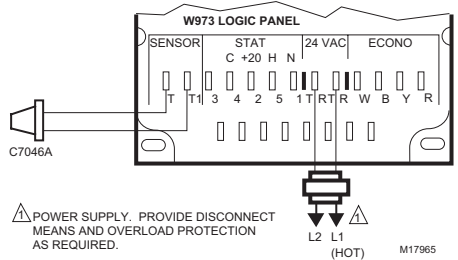 W973 LOGIC PANEL
SENSOR STAT 24 VAC ECONO
C +20 H N
T T1 3 4 2 5 1 T R T R W B Y R
C7046A
1 POWER SUPPLY. PROVIDE DISCONNECT
MEANS AND OVERLOAD PROTECTION
AS REQUIRED.
1
L2 L1
(HOT)
M17965